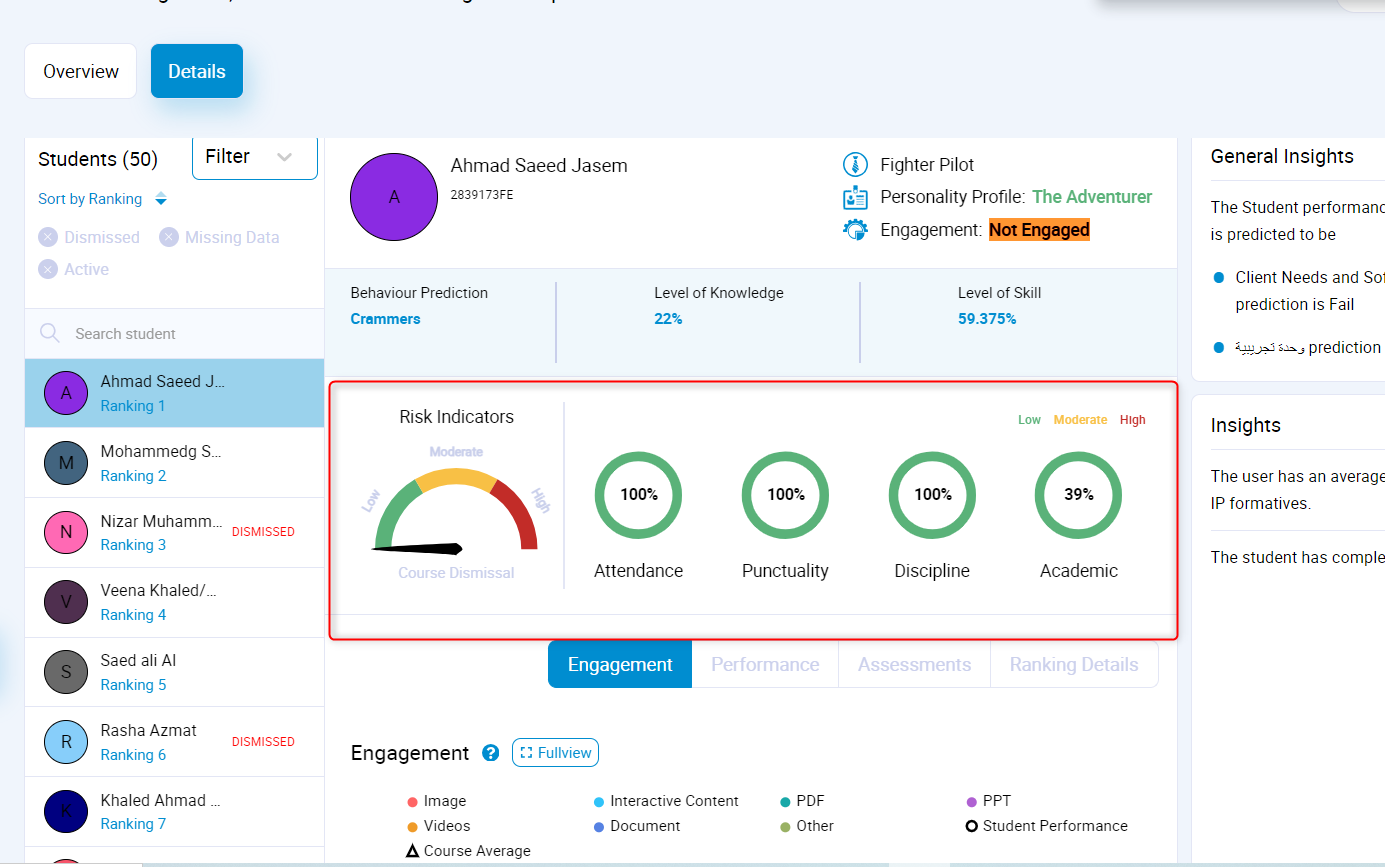 Overview
Details
Students (50)
Filter
Sort by Ranking
Dismissed
Missing Data
Active
Search student
A
Ahmad Saeed J...
Ranking 1
M
Mohammedg S...
Ranking 2
N
Nizar Muhamm...
DISMISSED
Ranking 3
V
Veena Khaled/...
Ranking 4
S
Saed ali Al
Ranking 5
R
Rasha Azmat
DISMISSED
Ranking 6
K
Khaled Ahmad ...
Ranking 7
A
Ahmad Saeed Jasem
2839173FE
Fighter Pilot
Personality Profile: The Adventurer
Engagement: Not Engaged
Behaviour Prediction
Crammers
Level of Knowledge
22%
Level of Skill
59.375%
Risk Indicators
Moderate
Low
High
Course Dismissal
Low Moderate High
100%
Attendance
100%
Punctuality
100%
Discipline
39%
Academic
Engagement
Performance
Assessments
Ranking Details
Engagement
?
Fullview
Image
Interactive Content
PDF
PPT
Videos
Document
Other
Student Performance
Course Average
General Insights
The Student performanc
is predicted to be
Client Needs and Sof
prediction is Fail
وحدة تجريبية prediction
Insights
The user has an average
IP formatives.
The student has comple